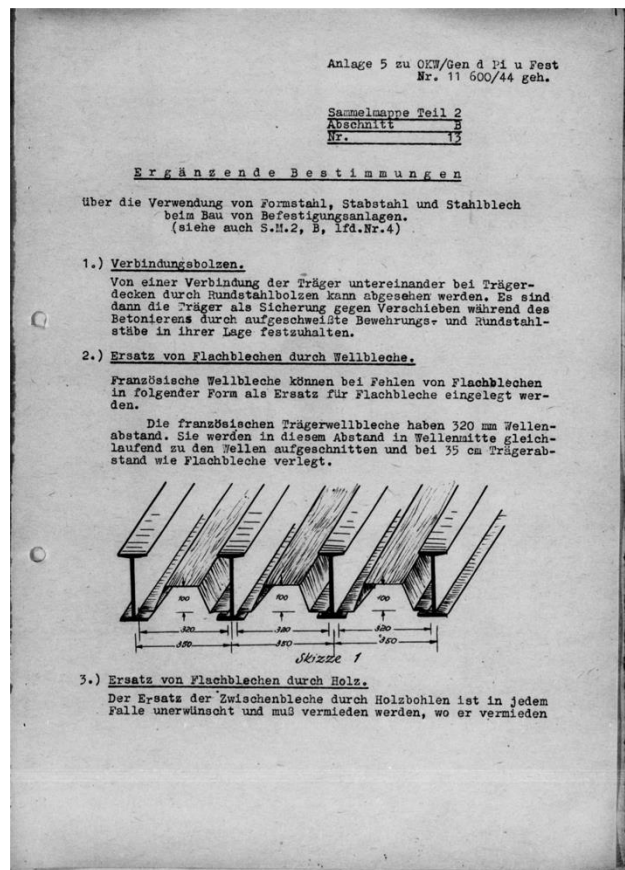 Anlage 5 zu OKW/Gen d Pi u Fest
Nr. 11 600/44 geh.
Sammelmappe Teil 2
Abschnitt B
Nr. 13
Ergänzende Bestimmungen
über die Verwendung von Formstahl, Stabstahl und Stahlblech
beim Bau von Befestigungsanlagen.
(siehe auch S.M.2, B, lfd.Nr.4)
1.) Verbindungsbolzen.
Von einer Verbindung der Träger untereinander bei Träger-
decken durch Rundstahlbolzen kann abgesehen werden. Es sind
dann die Träger als Sicherung gegen Verschieben während des
Betonierens durch aufgeschweißte Bewehrungs- und Rundstahl-
stäbe in ihrer Lage festzuhalten.
2.) Ersatz von Flachblechen durch Wellbleche.
Französische Wellbleche können bei Fehlen von Flachblechen
in folgender Form als Ersatz für Flachbleche eingelegt wer-
den.
Die französischen Trägerwellbleche haben 320 mm Wellen-
abstand. Sie werden in diesem Abstand in Wellenmitte gleich-
laufend zu den Wellen aufgeschnitten und bei 35 cm Trägerab-
stand wie Flachbleche verlegt.
100 100 100
320 320 320
350 350 350
Skizze 1
3.) Ersatz von Flachblechen durch Holz.
Der Ersatz der Zwischenbleche durch Holzbohlen ist in jedem
Falle unerwünscht und muß vermieden werden, wo er vermieden